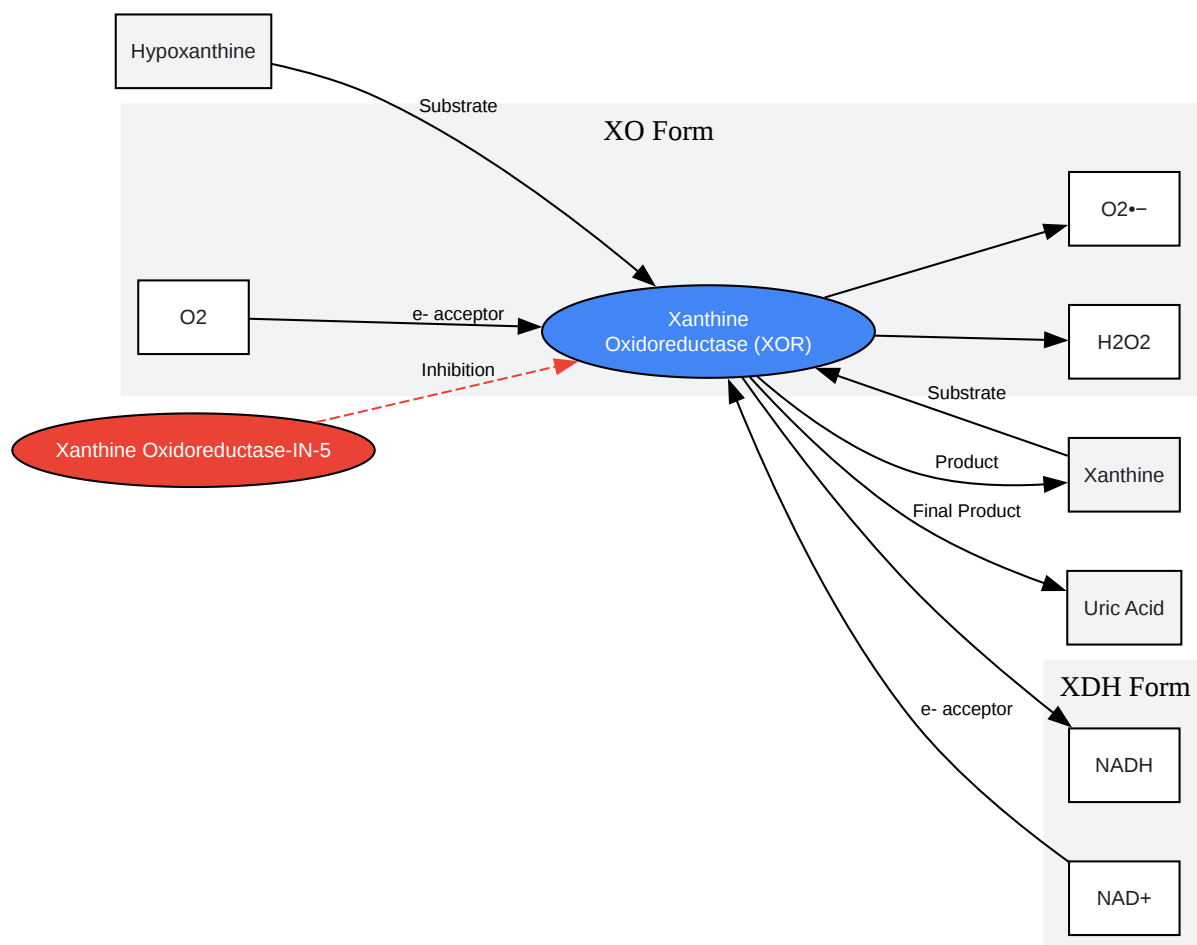 Hypoxanthine
Substrate
XO Form
O2•−
O2
e- acceptor
Xanthine
Oxidoreductase (XOR)
H2O2
Inhibition
Substrate
Xanthine Oxidoreductase-IN-5
Product
Xanthine
Final Product
Uric Acid
XDH Form
e- acceptor
NADH
NAD+